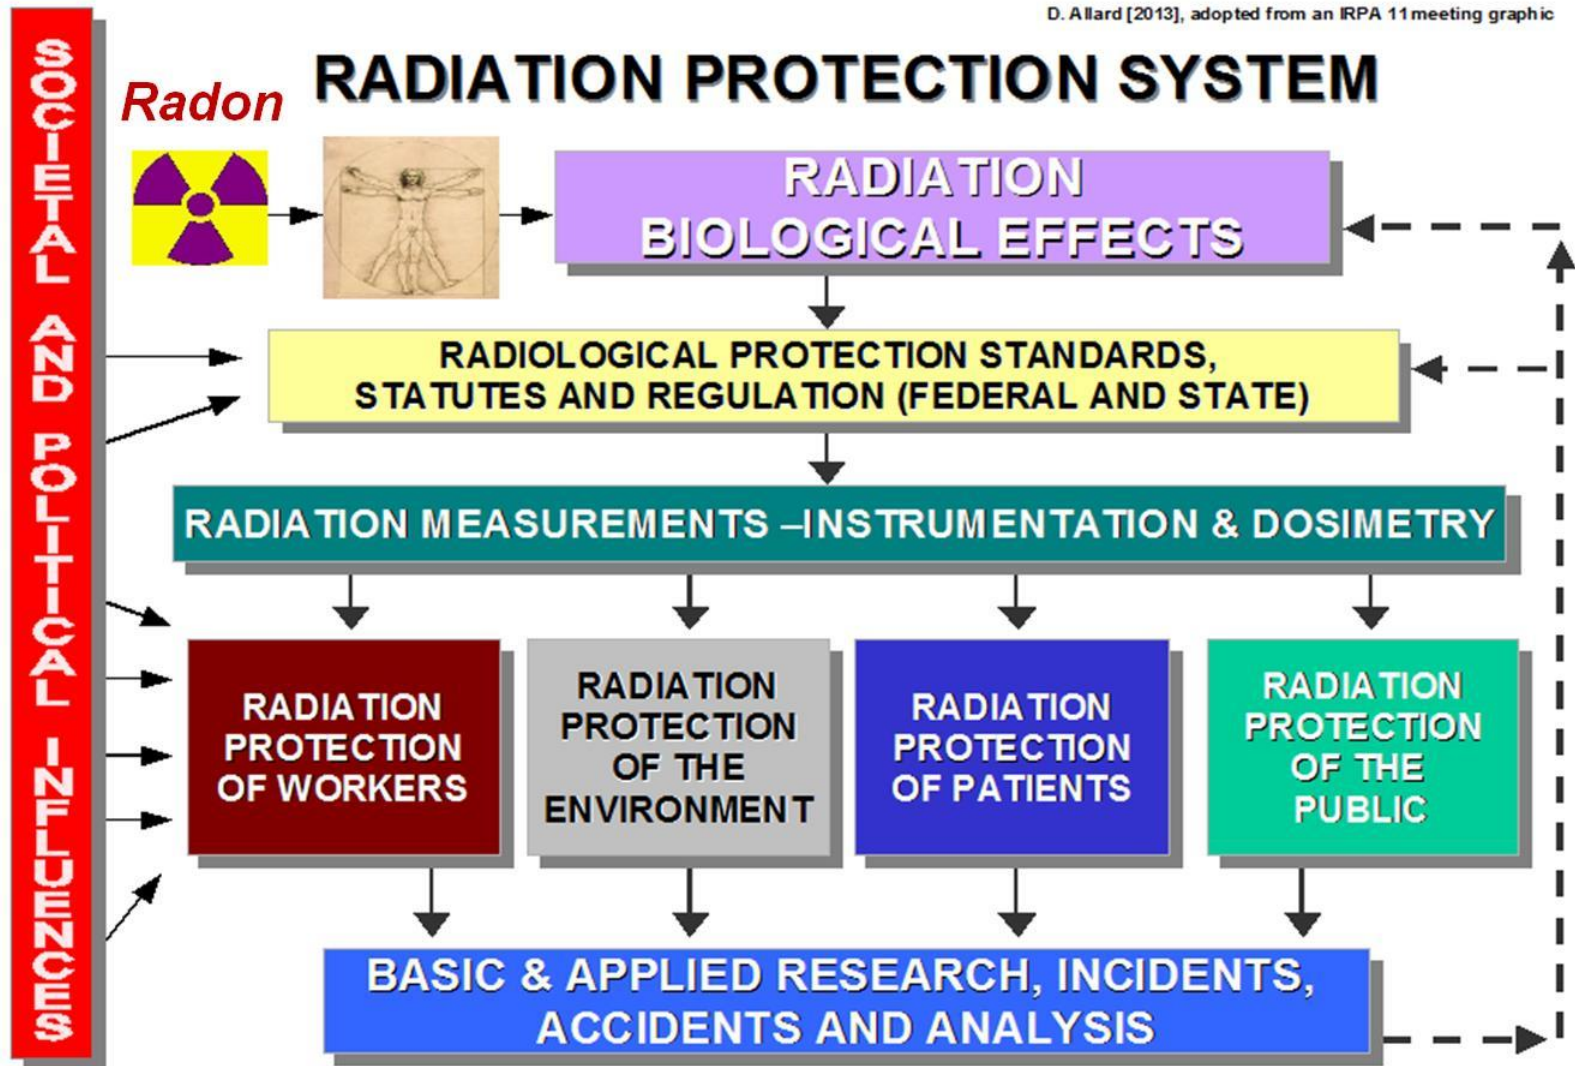 D. Allard [2013], adopted from an IRPA 11 meeting graphic
SOCIETAL AND POLITICAL INFLUENCES
Radon
RADIATION PROTECTION SYSTEM
RADIATION
BIOLOGICAL EFFECTS
RADIOLOGICAL PROTECTION STANDARDS,
STATUTES AND REGULATION (FEDERAL AND STATE)
RADIATION MEASUREMENTS –INSTRUMENTATION & DOSIMETRY
RADIATION
PROTECTION
OF WORKERS
RADIATION
PROTECTION
OF THE
ENVIRONMENT
RADIATION
PROTECTION
OF PATIENTS
RADIATION
PROTECTION
OF THE
PUBLIC
BASIC & APPLIED RESEARCH, INCIDENTS,
ACCIDENTS AND ANALYSIS